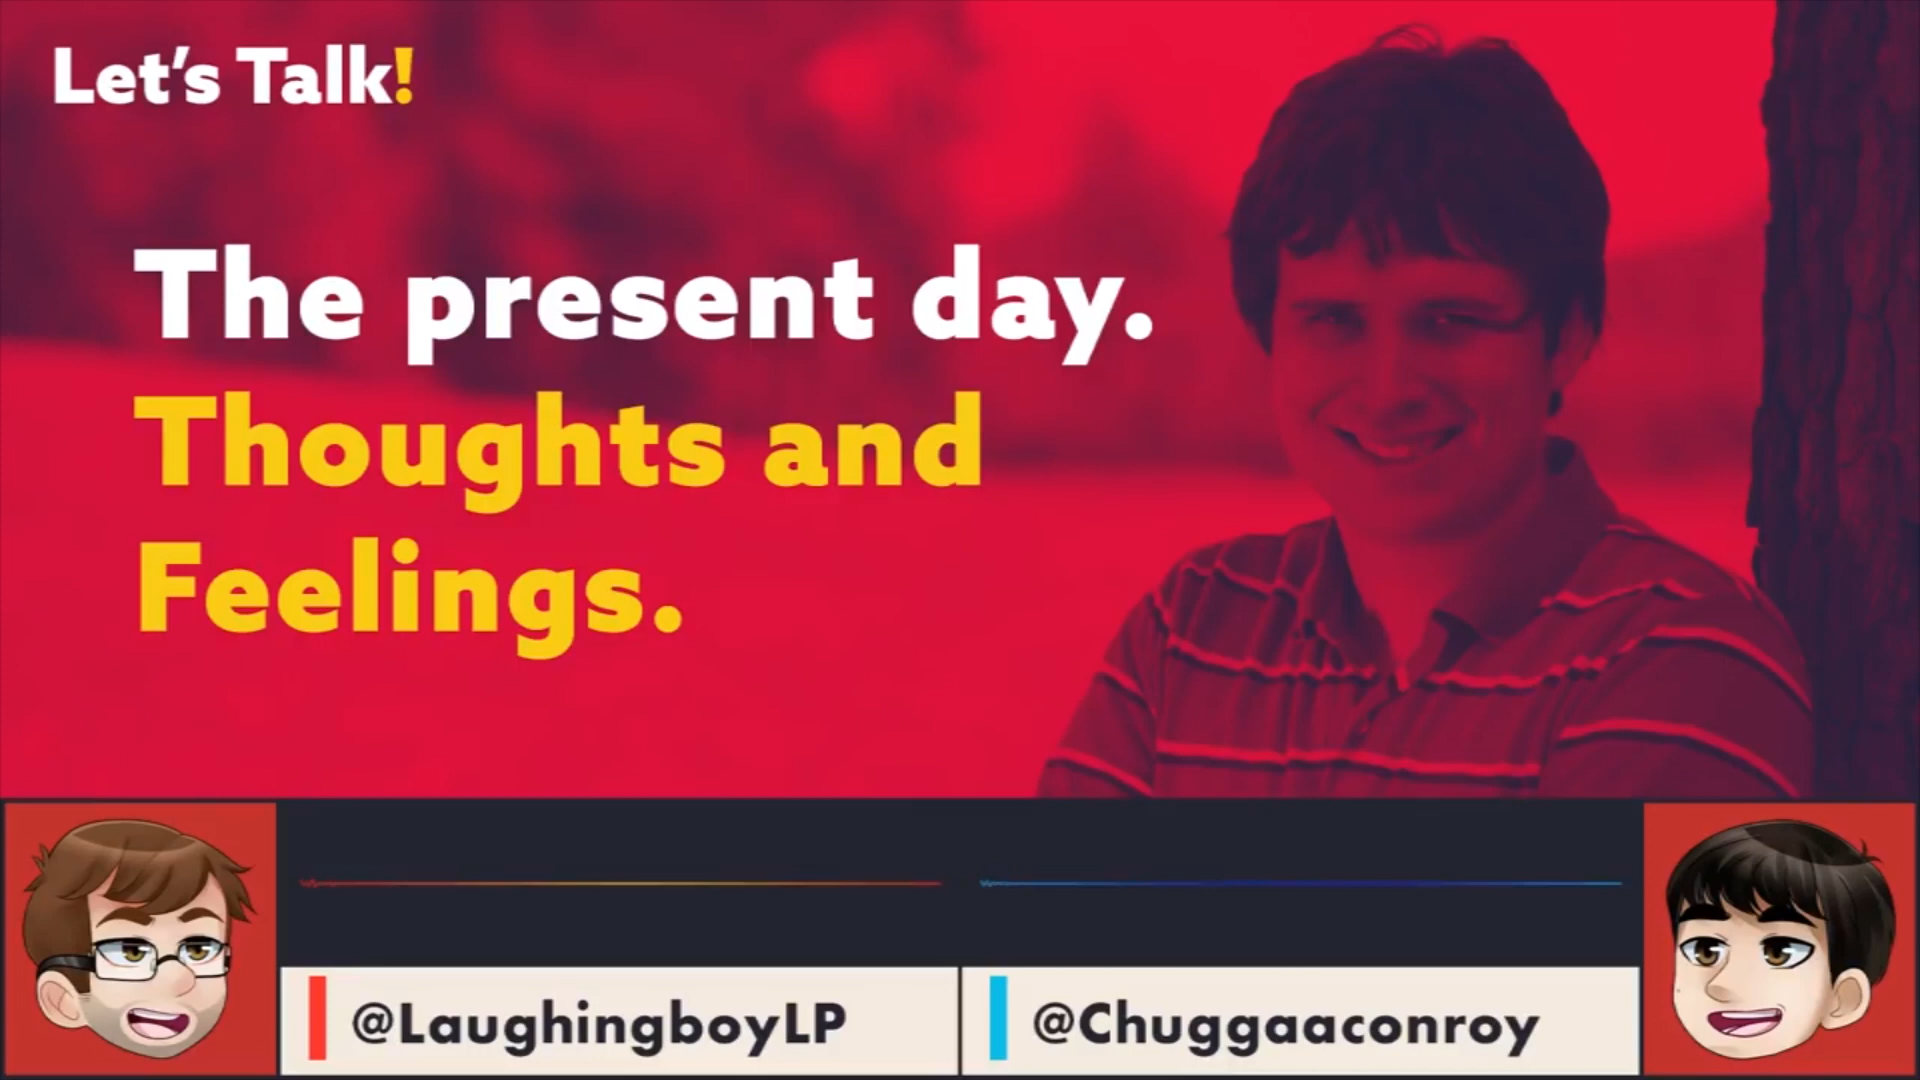 Let's Talk!
The present day.
Thoughts and
Feelings.
@LaughingboyLP
@Chuggaaconroy